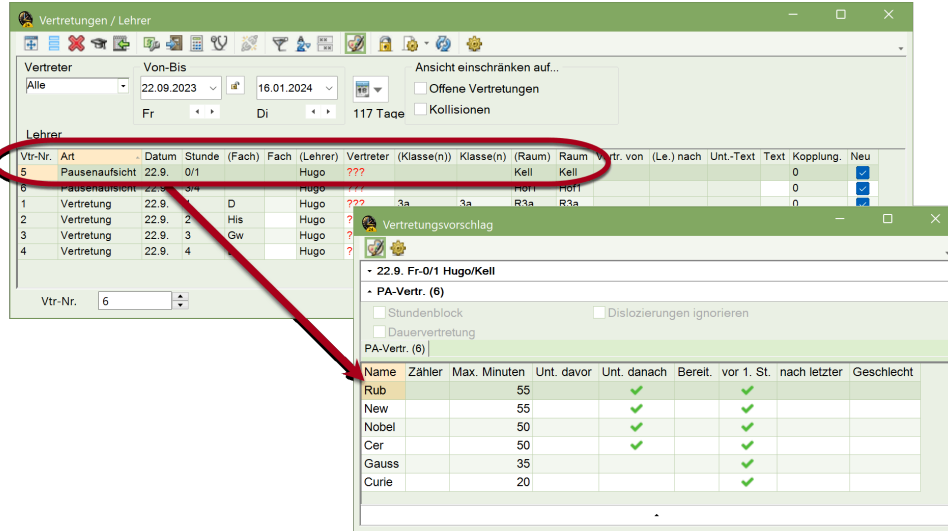 Vertretungen / Lehrer
Vertreter Von-Bis Ansicht einschränken auf...
Alle 22.09.2023 16.01.2024 Offene Vertretungen
Fr Di 117 Tage Kollisionen
Lehrer
Vtr-Nr. Art Datum Stunde (Fach) Fach (Lehrer) Vertreter (Klasse(n)) Klasse(n) (Raum) Raum Vertr. von (Le.) nach Unt.-Text Text Kopplung. Neu
5 Pausenaufsicht 22.9. 0/1 Hugo ??? Kell Kell 0
6 Pausenaufsicht 22.9. 3/4 Hugo ??? Hof1 Hof1 0
1 Vertretung 22.9. 1 D Hugo ??? 3a 3a R3a R3a 0
2 Vertretung 22.9. 2 His Hugo ?
3 Vertretung 22.9. 3 Gw Hugo ?
4 Vertretung 22.9. 4 Hugo ?
Vtr-Nr. 6
Vertretungsvorschlag
22.9. Fr-0/1 Hugo/Kell
PA-Vertr. (6)
Stundenblock Dislozierungen ignorieren
Dauervertretung
PA-Vertr. (6)
Name Zähler Max. Minuten Unt. davor Unt. danach Bereit. vor 1. St. nach letzter Geschlecht
Rub 55
New 55
Nobel 50
Cer 50
Gauss 35
Curie 20